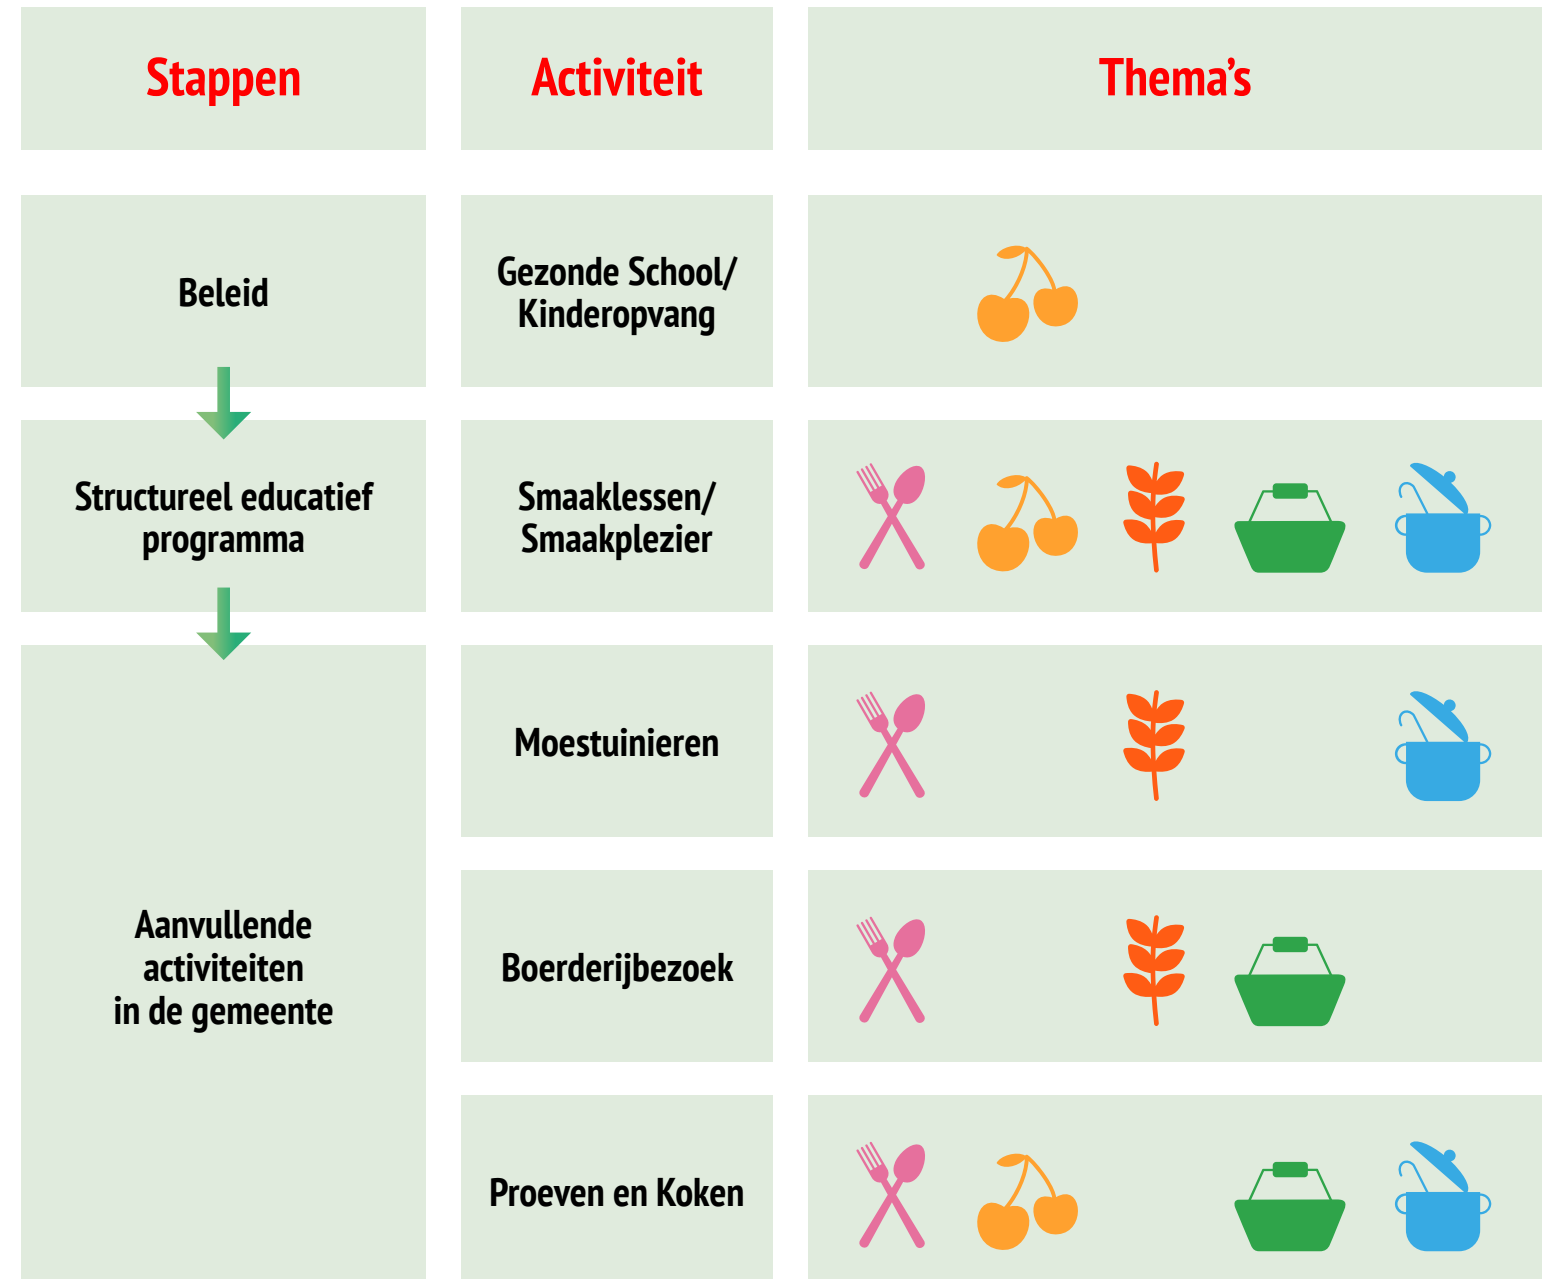 Stappen
Activiteit
Thema’s
Beleid
Gezonde School/
Kinderopvang
Structureel educatief
programma
Smaaklessen/
Smaakplezier
Aanvullende
activiteiten
in de gemeente
Moestuinieren
Boerderijbezoek
Proeven en Koken